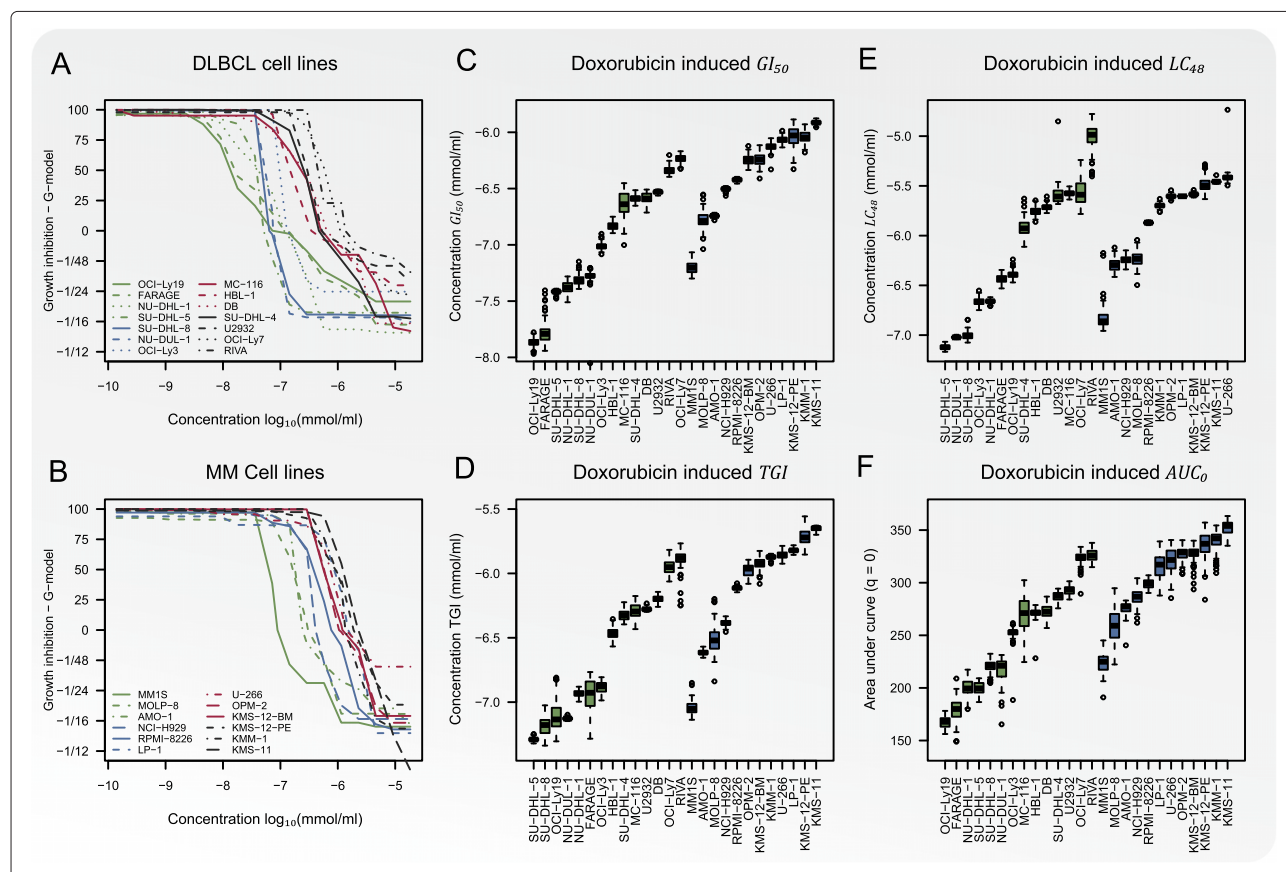 A
DLBCL cell lines
Growth inhibition − G−model
100
75
50
25
0
−1/48
−1/24
−1/16
−1/12
OCI−Ly19
FARAGE
NU−DHL−1
SU−DHL−5
SU−DHL−8
NU−DUL−1
OCI−Ly3
MC−116
HBL−1
DB
SU−DHL−4
U2932
OCI−Ly7
RIVA
−10 −9 −8 −7 −6 −5
Concentration log₁₀(mmol/ml)
B
MM Cell lines
Growth inhibition − G−model
100
75
50
25
0
−1/48
−1/24
−1/16
−1/12
MM1S
MOLP−8
AMO−1
NCI−H929
RPMI−8226
LP−1
U−266
OPM−2
KMS−12−BM
KMS−12−PE
KMM−1
KMS−11
−10 −9 −8 −7 −6 −5
Concentration log₁₀(mmol/ml)
C
Doxorubicin induced GI₅₀
Concentration GI₅₀ (mmol/ml)
−6.0
−6.5
−7.0
−7.5
−8.0
OCI−Ly19
FARAGE
SU−DHL−5
NU−DHL−1
SU−DHL−8
NU−DUL−1
OCI−Ly3
HBL−1
MC−116
SU−DHL−4
DB
U2932
RIVA
OCI−Ly7
MM1S
MOLP−8
AMO−1
NCI−H929
RPMI−8226
KMS−12−BM
OPM−2
U−266
LP−1
KMS−12−PE
KMM−1
KMS−11
D
Doxorubicin induced TGI
Concentration TGI (mmol/ml)
−5.5
−6.0
−6.5
−7.0
SU−DHL−5
SU−DHL−8
OCI−Ly19
NU−DUL−1
NU−DHL−1
FARAGE
OCI−Ly3
HBL−1
SU−DHL−4
MC−116
U2932
DB
OCI−Ly7
RIVA
MM1S
AMO−1
MOLP−8
NCI−H929
RPMI−8226
OPM−2
KMS−12−BM
KMM−1
U−266
LP−1
KMS−12−PE
KMS−11
E
Doxorubicin induced LC₄₈
Concentration LC₄₈ (mmol/ml)
−5.0
−5.5
−6.0
−6.5
−7.0
SU−DHL−5
NU−DUL−1
SU−DHL−8
OCI−Ly3
NU−DHL−1
FARAGE
OCI−Ly19
SU−DHL−4
HBL−1
DB
U2932
MC−116
OCI−Ly7
RIVA
MM1S
AMO−1
NCI−H929
MOLP−8
RPMI−8226
KMM−1
OPM−2
LP−1
KMS−12−BM
KMS−12−PE
KMS−11
U−266
F
Doxorubicin induced AUC₀
Area under curve (q = 0)
350
300
250
200
150
OCI−Ly19
FARAGE
NU−DHL−1
SU−DHL−5
SU−DHL−8
NU−DUL−1
OCI−Ly3
MC−116
HBL−1
DB
SU−DHL−4
U2932
OCI−Ly7
RIVA
MM1S
MOLP−8
AMO−1
NCI−H929
RPMI−8226
LP−1
U−266
OPM−2
KMS−12−BM
KMS−12−PE
KMM−1
KMS−11